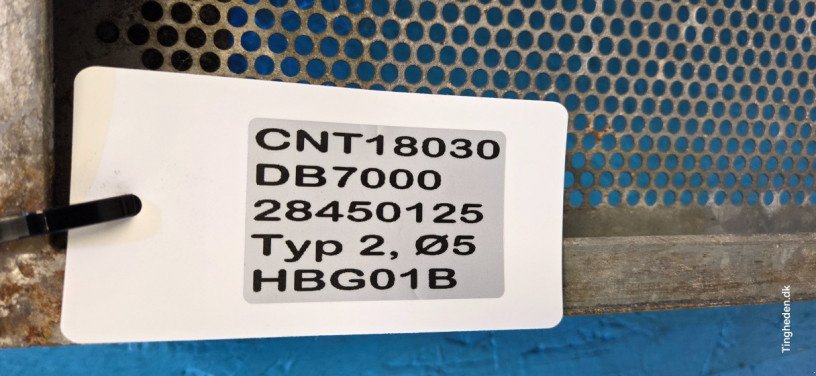 CNT18030
DB7000
28450125
Typ 2, Ø5
HBG01B
Tingheden.dk